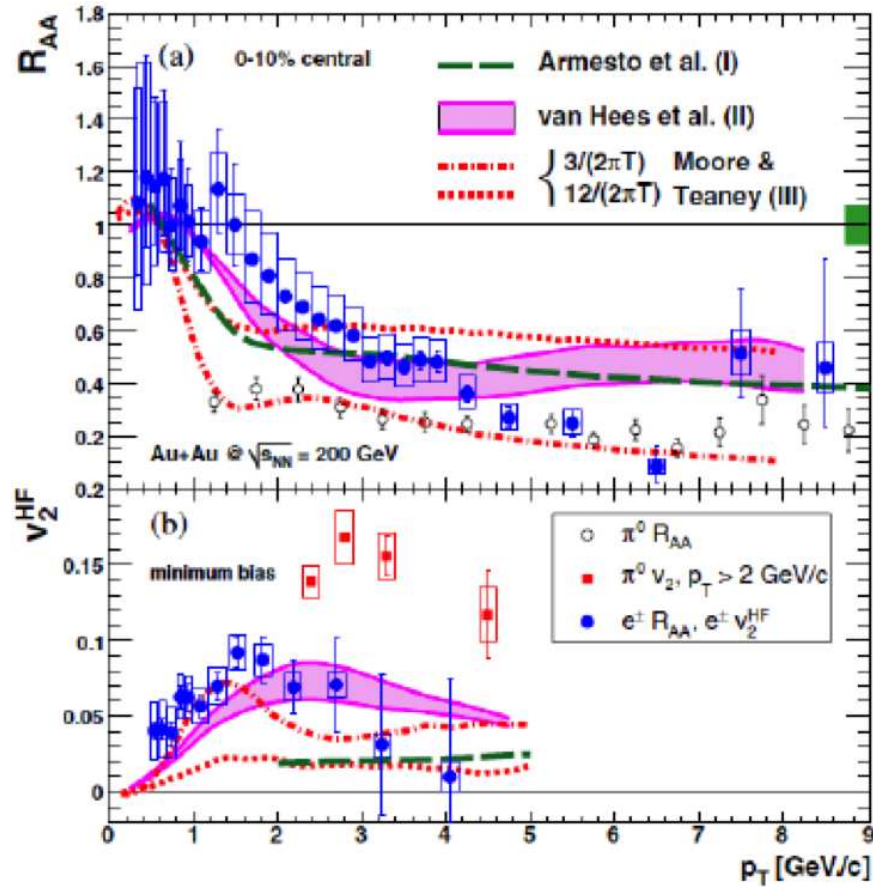 R_AA
1.8
1.6
1.4
1.2
1
0.8
0.6
0.4
0.2
(a) 0-10% central
Armesto et al. (I)
van Hees et al. (II)
3/(2πT) Moore &
12/(2πT) Teaney (III)
Au+Au @ √s_NN = 200 GeV
v_2^HF
0.15
0.1
0.05
0
(b)
minimum bias
π⁰ R_AA
π⁰ v_2, p_T > 2 GeV/c
e± R_AA, e± v_2^HF
0 1 2 3 4 5 6 7 8 9
p_T [GeV/c]